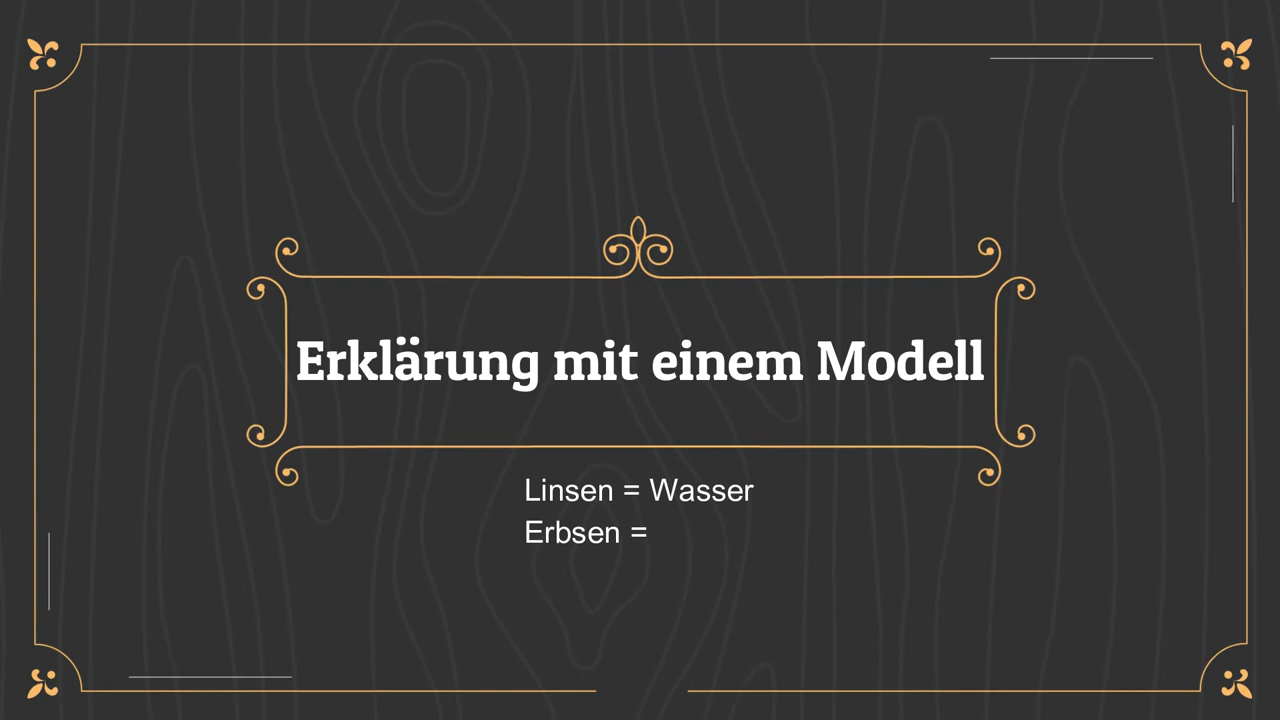 Erklärung mit einem Modell
Linsen = Wasser
Erbsen =